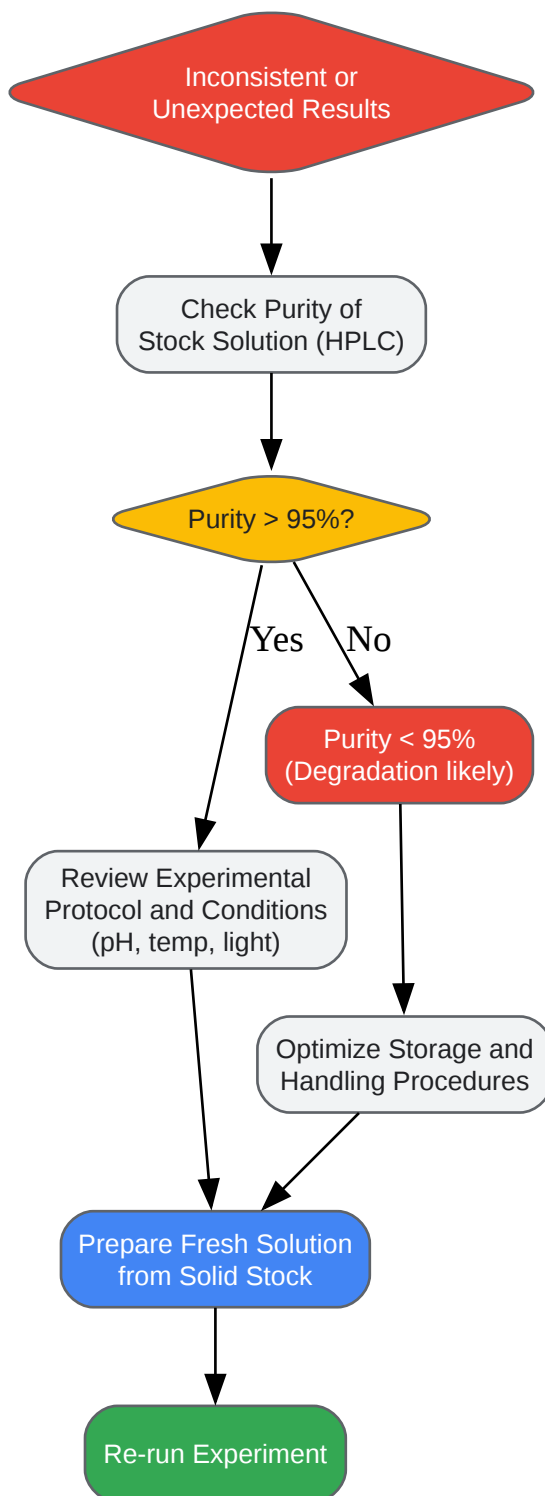 Inconsistent or
Unexpected Results
Check Purity of
Stock Solution (HPLC)
Purity > 95%?
Yes
No
Purity < 95%
(Degradation likely)
Review Experimental
Protocol and Conditions
(pH, temp, light)
Optimize Storage and
Handling Procedures
Prepare Fresh Solution
from Solid Stock
Re-run Experiment